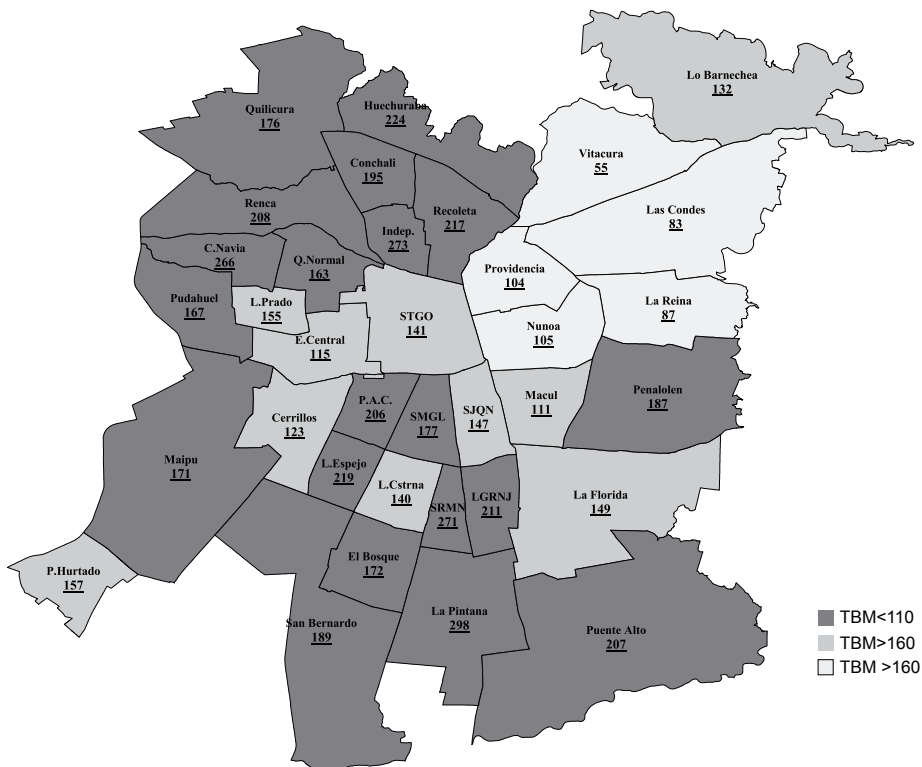 Lo Barnechea
132
Quilicura
176
Huechuraba
224
Vitacura
55
Conchali
195
Renca
208
Recoleta
217
Las Condes
83
Indep.
273
C.Navia
266
Q.Normal
163
Providencia
104
Pudahuel
167
L.Prado
155
STGO
141
La Reina
87
Nunoa
105
E.Central
115
Penalolen
187
Macul
111
P.A.C.
206
SMGL
177
SJQN
147
Cerrillos
123
Maipu
171
L.Espejo
219
L.Cstrna
140
LGRNJ
211
SRMN
271
La Florida
149
El Bosque
172
P.Hurtado
157
La Pintana
298
San Bernardo
189
Puente Alto
207
TBM<110
TBM>160
TBM >160